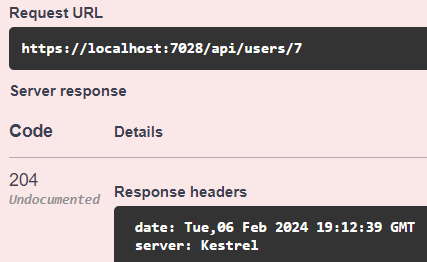 Request URL
https://localhost:7028/api/users/7
Server response
Code Details
204
Undocumented
Response headers
date: Tue,06 Feb 2024 19:12:39 GMT
server: Kestrel